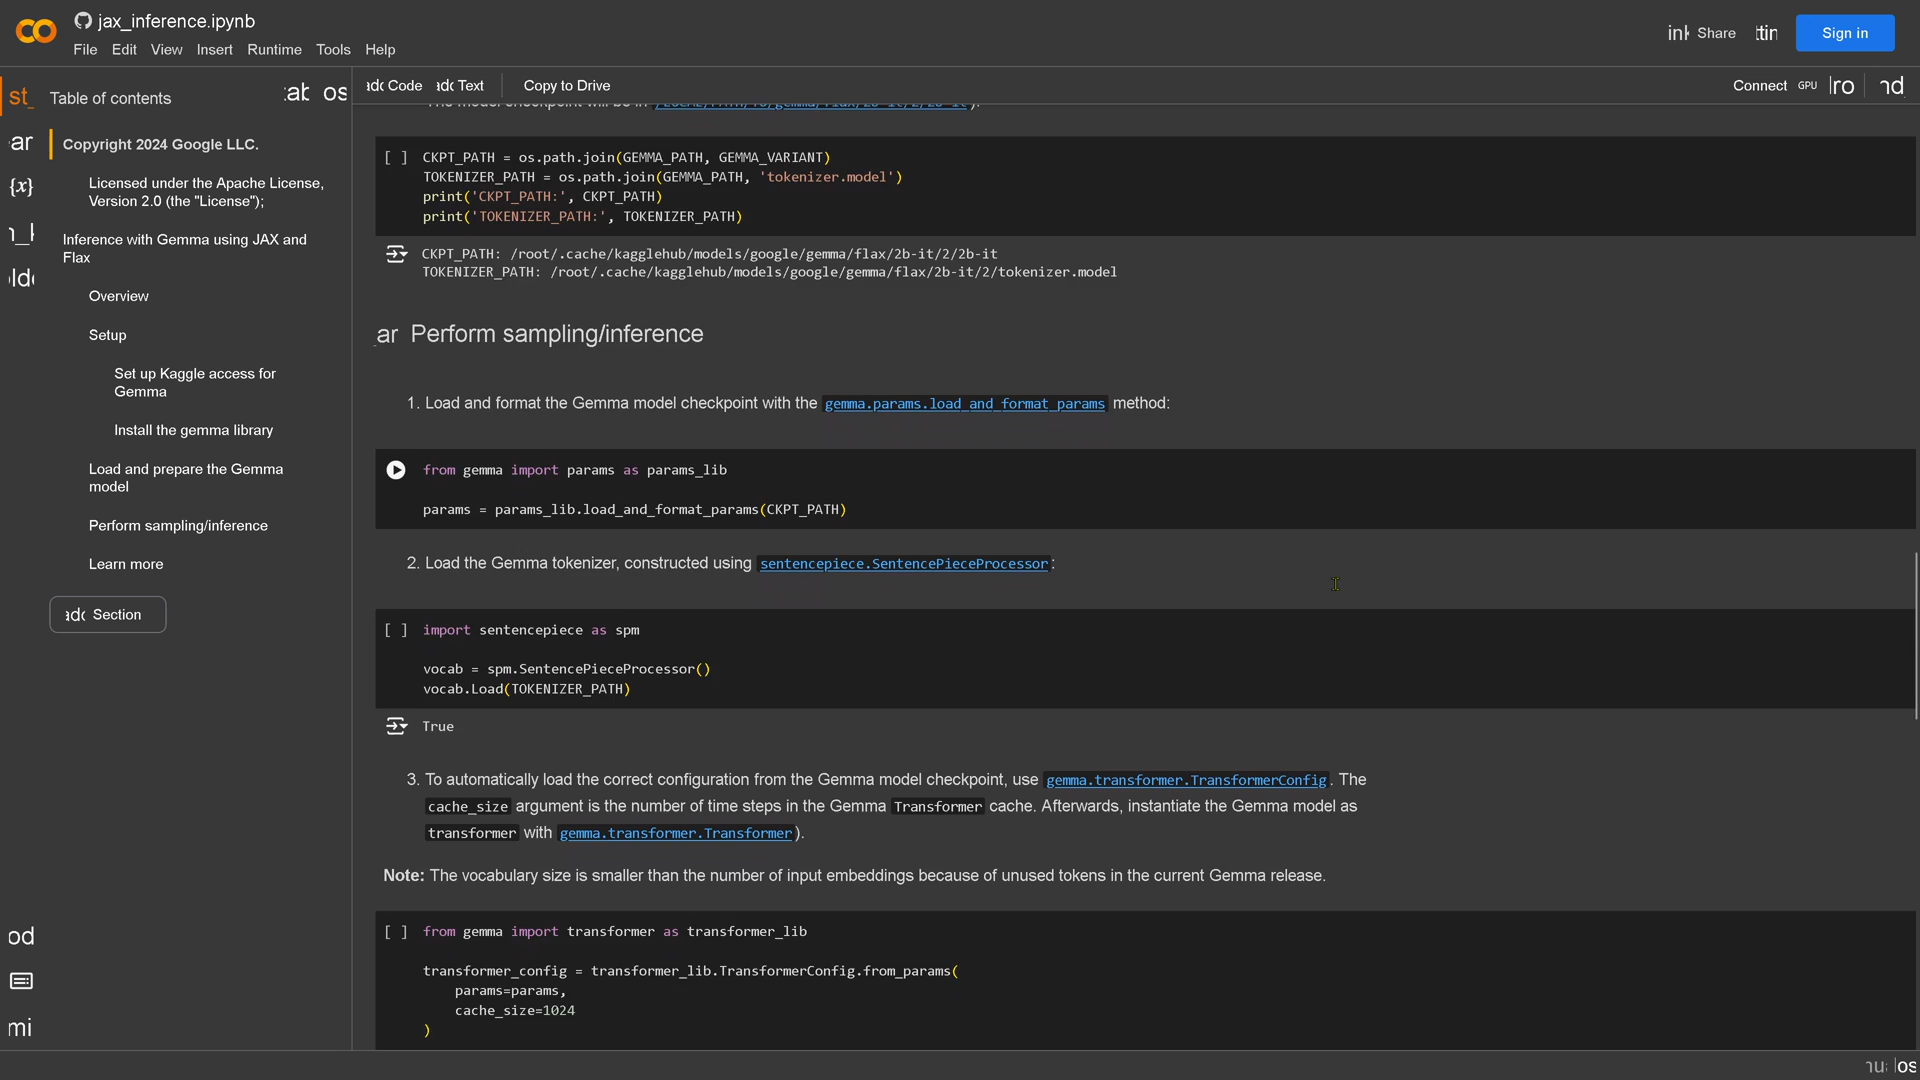 jax_inference.ipynb
File Edit View Insert Runtime Tools Help
Share
Sign in
Table of contents
Code
Text
Copy to Drive
Connect GPU
Copyright 2024 Google LLC.
Licensed under the Apache License,
Version 2.0 (the "License");
Inference with Gemma using JAX and
Flax
Overview
Setup
Set up Kaggle access for
Gemma
Install the gemma library
Load and prepare the Gemma
model
Perform sampling/inference
Learn more
Section
[ ] CKPT_PATH = os.path.join(GEMMA_PATH, GEMMA_VARIANT)
TOKENIZER_PATH = os.path.join(GEMMA_PATH, 'tokenizer.model')
print('CKPT_PATH:', CKPT_PATH)
print('TOKENIZER_PATH:', TOKENIZER_PATH)
CKPT_PATH: /root/.cache/kagglehub/models/google/gemma/flax/2b-it/2/2b-it
TOKENIZER_PATH: /root/.cache/kagglehub/models/google/gemma/flax/2b-it/2/tokenizer.model
Perform sampling/inference
1. Load and format the Gemma model checkpoint with the gemma.params.load_and_format_params method:
from gemma import params as params_lib
params = params_lib.load_and_format_params(CKPT_PATH)
2. Load the Gemma tokenizer, constructed using sentencepiece.SentencePieceProcessor:
[ ] import sentencepiece as spm
vocab = spm.SentencePieceProcessor()
vocab.Load(TOKENIZER_PATH)
True
3. To automatically load the correct configuration from the Gemma model checkpoint, use gemma.transformer.TransformerConfig. The
cache_size argument is the number of time steps in the Gemma Transformer cache. Afterwards, instantiate the Gemma model as
transformer with gemma.transformer.Transformer).
Note: The vocabulary size is smaller than the number of input embeddings because of unused tokens in the current Gemma release.
[ ] from gemma import transformer as transformer_lib
transformer_config = transformer_lib.TransformerConfig.from_params(
params=params,
cache_size=1024
)